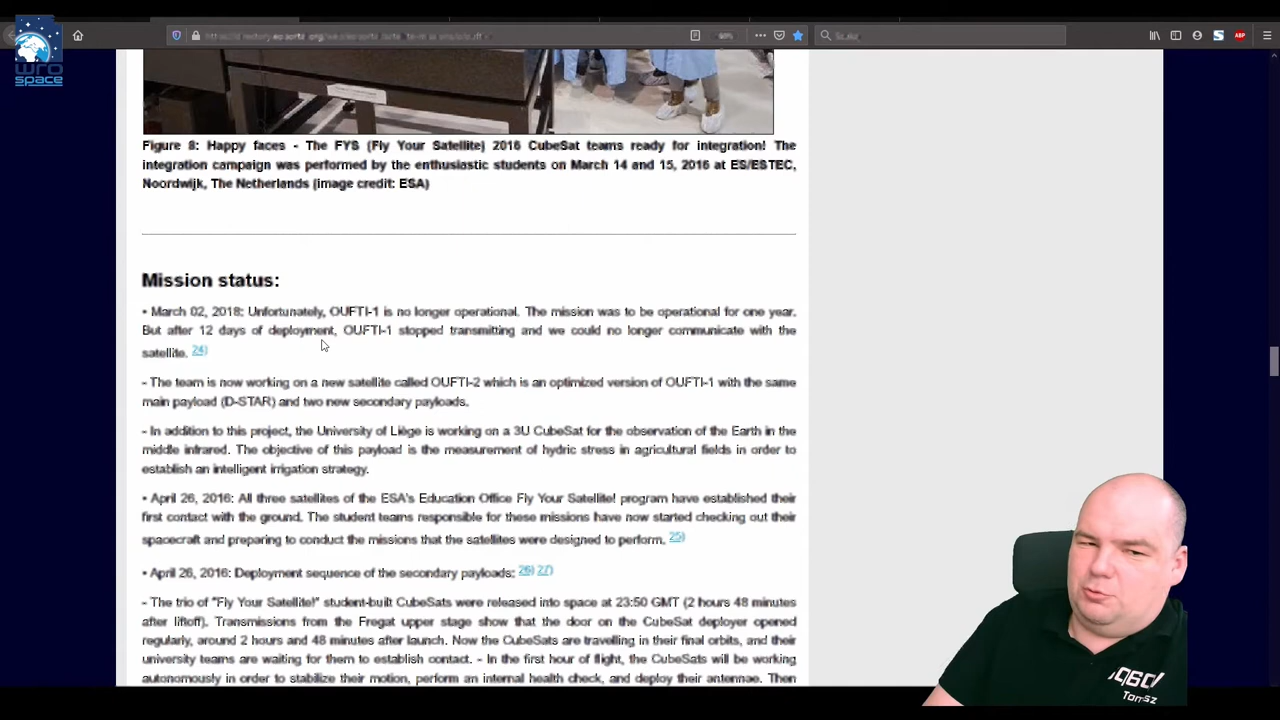 wro
space
Figure 8: Happy faces - The FYS (Fly Your Satellite) 2016 CubeSat teams ready for integration! The
integration campaign was performed by the enthusiastic students on March 14 and 15, 2016 at ES/ESTEC,
Noordwijk, The Netherlands (image credit: ESA)
Mission status:
• March 02, 2018: Unfortunately, OUFTI-1 is no longer operational. The mission was to be operational for one year.
But after 12 days of deployment, OUFTI-1 stopped transmitting and we could no longer communicate with the
satellite. 24)
- The team is now working on a new satellite called OUFTI-2 which is an optimized version of OUFTI-1 with the same
main payload (D-STAR) and two new secondary payloads.
- In addition to this project, the University of Liège is working on a 3U CubeSat for the observation of the Earth in the
middle infrared. The objective of this payload is the measurement of hydric stress in agricultural fields in order to
establish an intelligent irrigation strategy.
• April 26, 2016: All three satellites of the ESA's Education Office Fly Your Satellite! program have established their
first contact with the ground. The student teams responsible for these missions have now started checking out their
spacecraft and preparing to conduct the missions that the satellites were designed to perform. 25)
• April 26, 2016: Deployment sequence of the secondary payloads: 26) 27)
- The trio of "Fly Your Satellite!" student-built CubeSats were released into space at 23:50 GMT (2 hours 48 minutes
after liftoff). Transmissions from the Fregat upper stage show that the door on the CubeSat deployer opened
regularly, around 2 hours and 48 minutes after launch. Now the CubeSats are travelling in their final orbits, and their
university teams are waiting for them to establish contact. - In the first hour of flight, the CubeSats will be working
autonomously in order to stabilize their motion, perform an internal health check, and deploy their antennae. Then
ABP